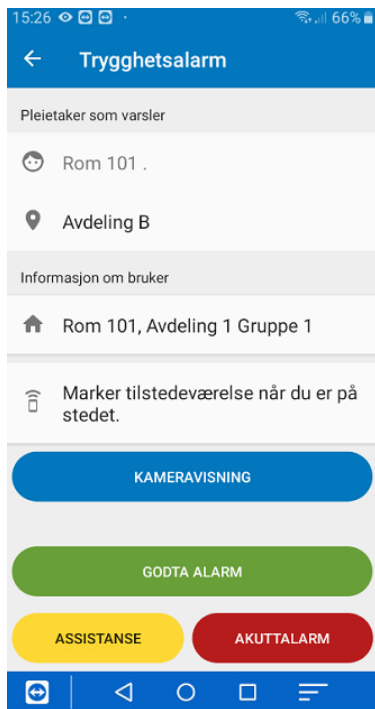 15:26 66%
Trygghetsalarm
Pleietaker som varsler
Rom 101 .
Avdeling B
Informasjon om bruker
Rom 101, Avdeling 1 Gruppe 1
Marker tilstedeværelse når du er på
stedet.
KAMERAVISNING
GODTA ALARM
ASSISTANSE AKUTTALARM